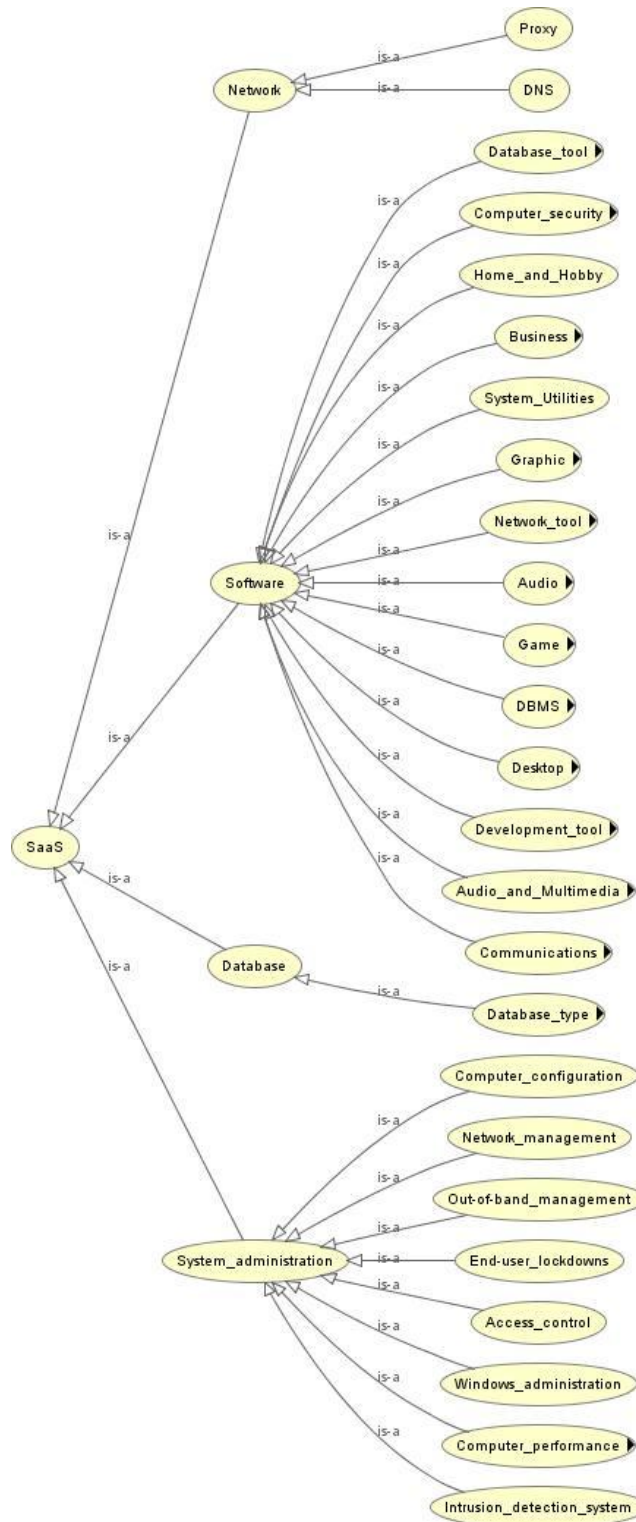 Proxy
is-a
Network
is-a
DNS
Database_tool
is-a
Computer_security
is-a
Home_and_Hobby
is-a
Business
is-a
System_Utilities
is-a
Graphic
is-a
Network_tool
is-a
is-a
Software
is-a
Audio
is-a
Game
is-a
DBMS
is-a
is-a
Desktop
is-a
Development_tool
SaaS
is-a
is-a
Audio_and_Multimedia
Communications
is-a
Database
is-a
Database_type
Computer_configuration
is-a
Network_management
is-a
Out-of-band_management
is-a
System_administration
is-a
End-user_lockdowns
is-a
Access_control
is-a
Windows_administration
is-a
Computer_performance
is-a
Intrusion_detection_system